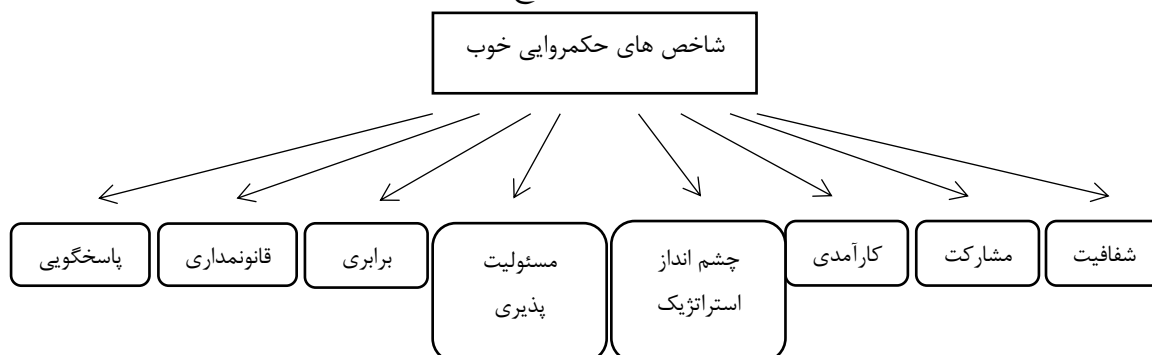 شاخص های حکمروایی خوب
شفافیت
مشارکت
کارآمدی
چشم انداز
استراتژیک
مسئولیت
پذیری
برابری
قانونمداری
پاسخگویی